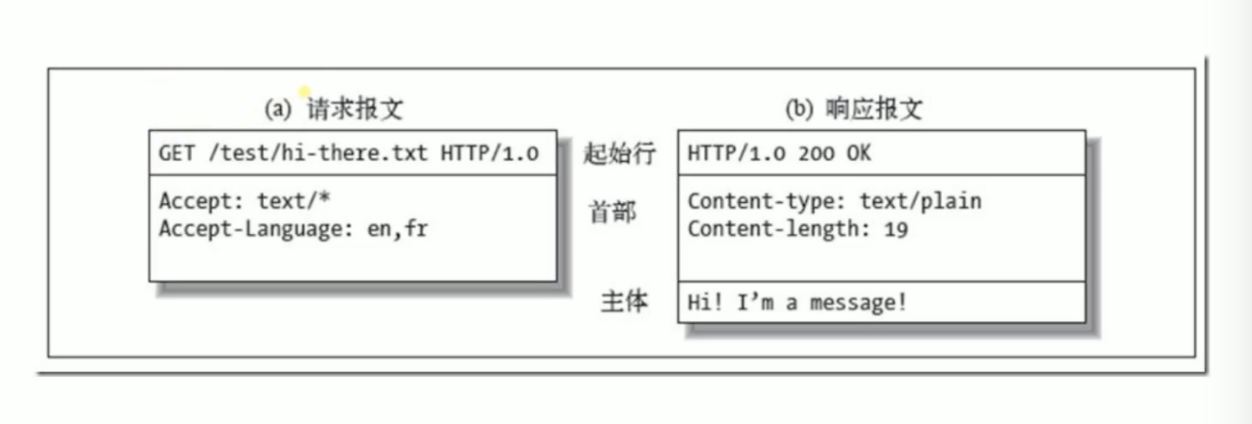 (a) 请求报文
(b) 响应报文
GET /test/hi-there.txt HTTP/1.0
起始行
HTTP/1.0 200 OK
Accept: text/*
Accept-Language: en,fr
首部
Content-type: text/plain
Content-length: 19
主体
Hi! I’m a message!